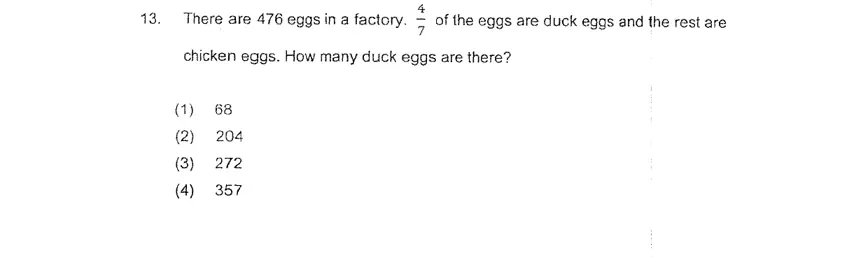 13. There are 476 eggs in a factory. 4/7 of the eggs are duck eggs and the rest are
chicken eggs. How many duck eggs are there?
(1) 68
(2) 204
(3) 272
(4) 357